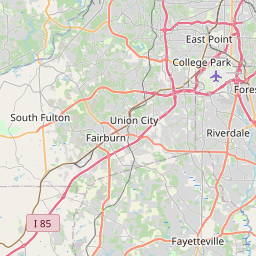 East Point
College Park
Fores
South Fulton
Union City
Riverdale
Fairburn
I 85
Fayetteville